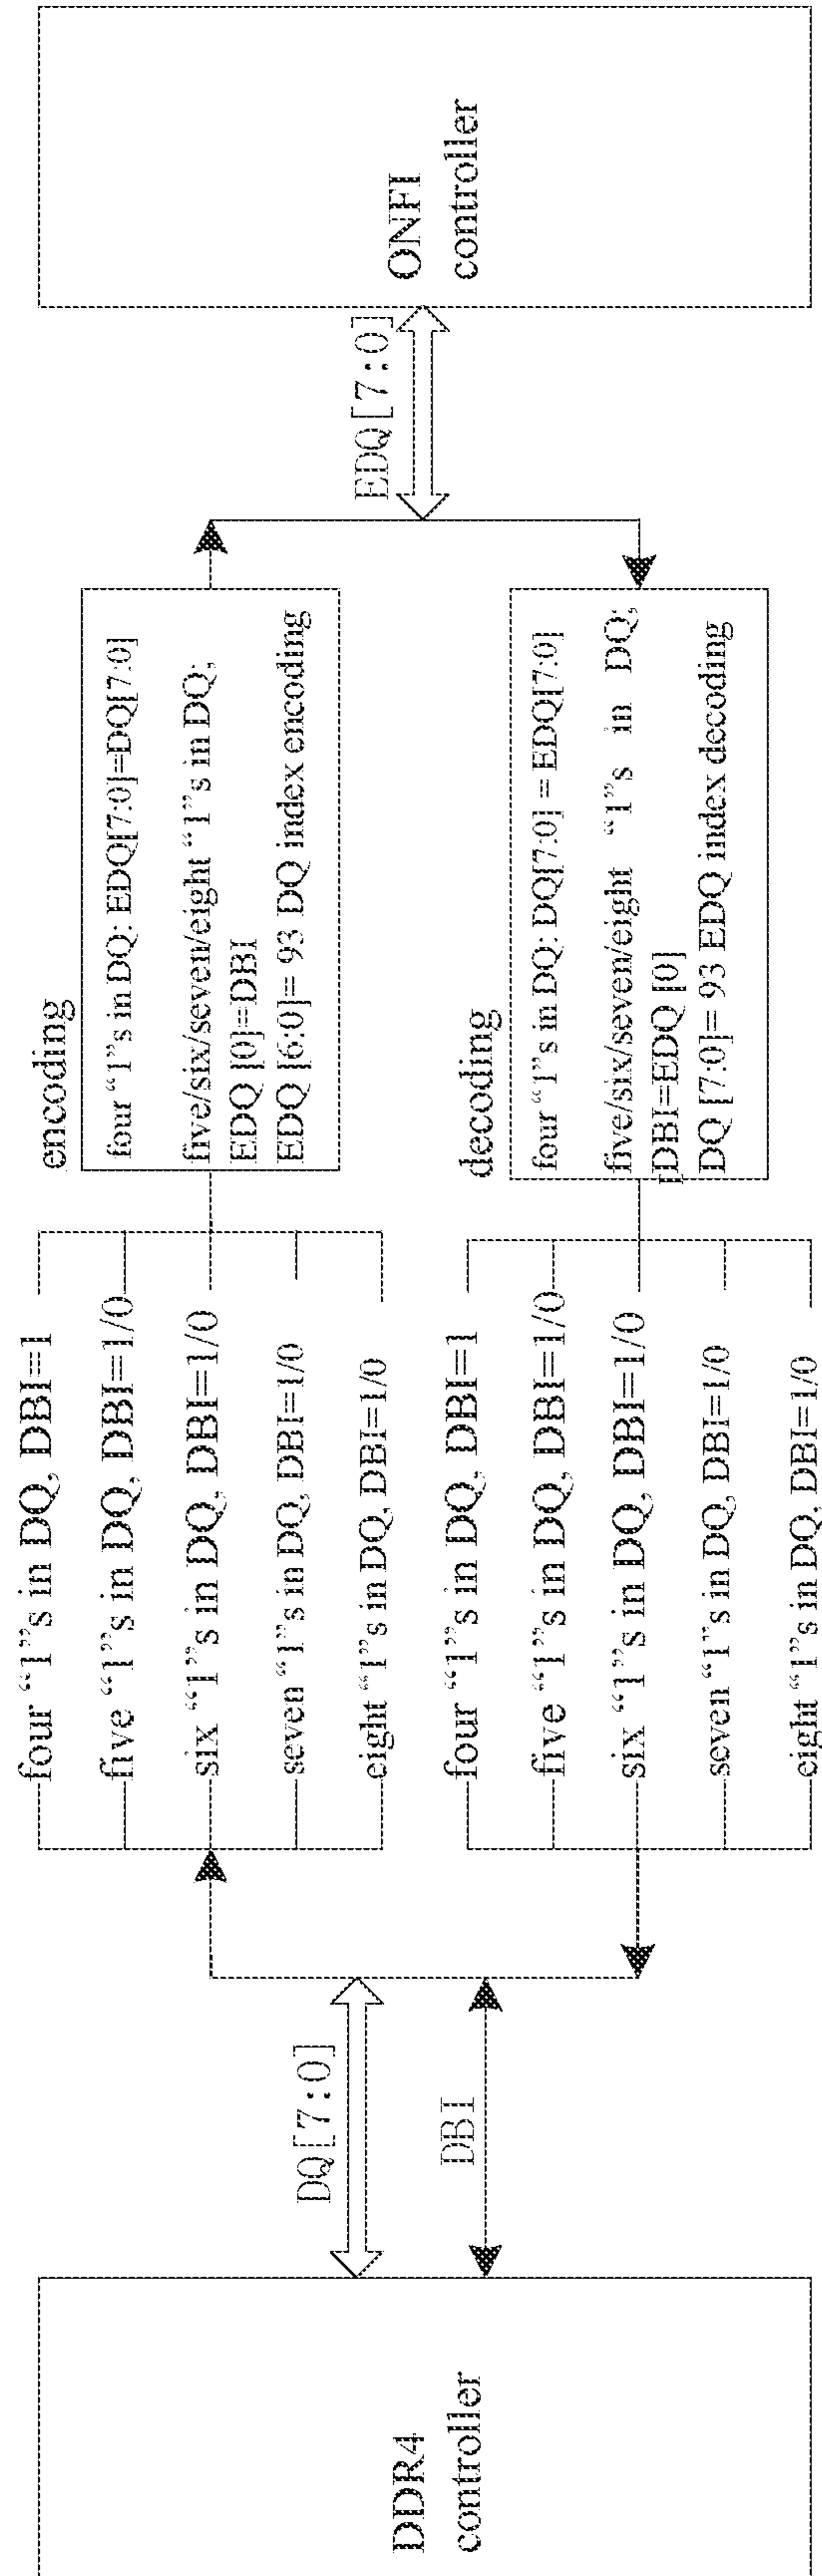 DDR4
controller
DQ[7:0]
DBI
four “1”s in DQ, DBI=1
five “1”s in DQ, DBI=1/0
six “1”s in DQ, DBI=1/0
seven “1”s in DQ, DBI=1/0
eight “1”s in DQ, DBI=1/0
four “1”s in DQ, DBI=1
five “1”s in DQ, DBI=1/0
six “1”s in DQ, DBI=1/0
seven “1”s in DQ, DBI=1/0
eight “1”s in DQ, DBI=1/0
encoding
four “1”s in DQ: EDQ[7:0]=DQ[7:0]
five/six/seven/eight “1”s in DQ;
EDQ [0]=DBI
EDQ [6:0]= 93 DQ index encoding
decoding
four “1”s in DQ: DQ[7:0] = EDQ[7:0]
five/six/seven/eight “1”s in DQ;
DBI=EDQ [0]
DQ [7:0]= 93 EDQ index decoding
EDQ[7:0]
ONFI
controller